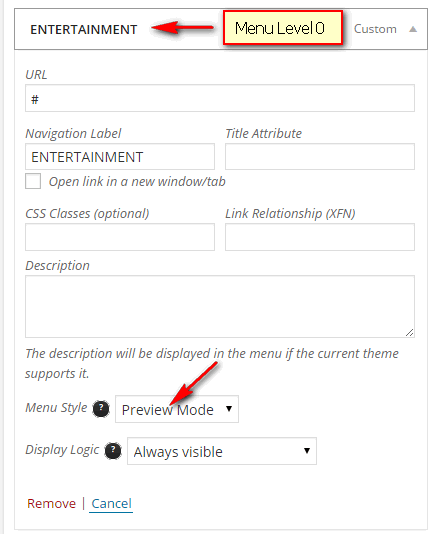 ENTERTAINMENT Menu Level 0 Custom
URL
#
Navigation Label Title Attribute
ENTERTAINMENT
Open link in a new window/tab
CSS Classes (optional) Link Relationship (XFN)
Description
The description will be displayed in the menu if the current theme
supports it.
Menu Style ? Preview Mode
Display Logic ? Always visible
Remove | Cancel